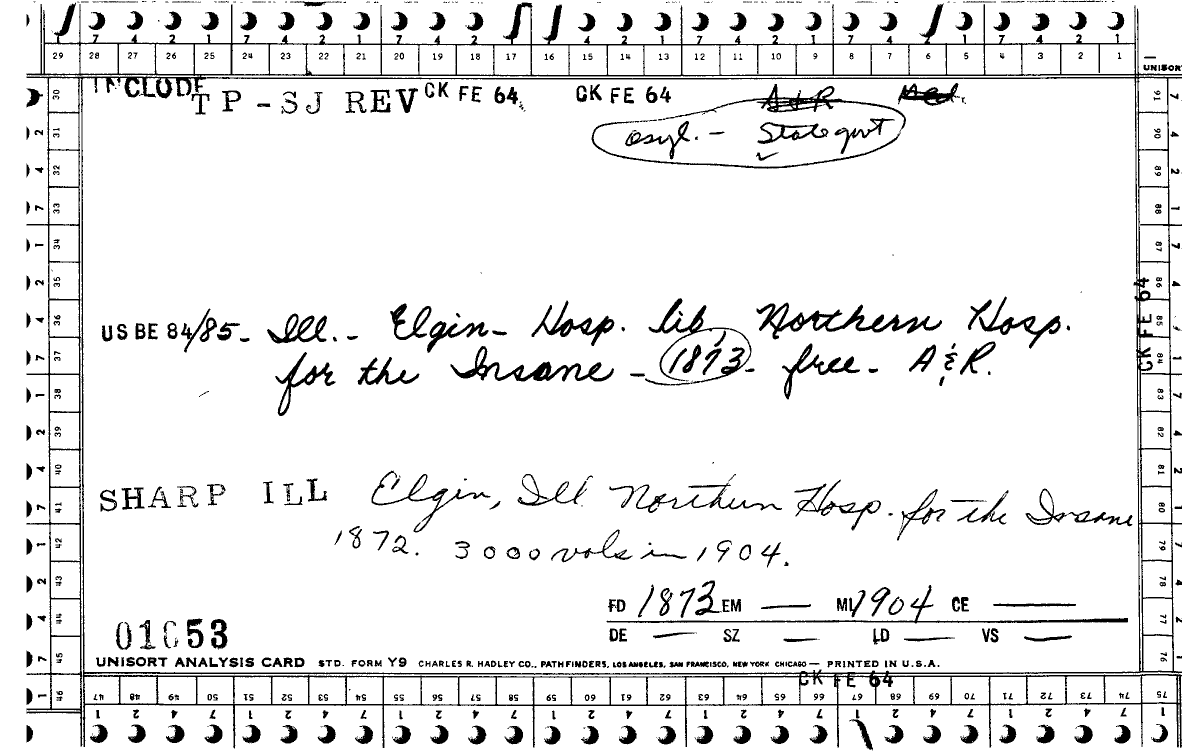 7 4 2 1 7 4 2 1 7 4 2 1 7 4 2 1 7 4 2 1 7 4 2 1
29 28 27 26 25 24 23 22 21 20 19 18 17 16 15 14 13 12 11 10 9 8 7 6 5 4 3 2 1
UNISORT
INCLUDE
TP-SJ REV CK FE 64 CK FE 64 A&R Med.
asyl. - State govt
US BE 84/85 - Ill. - Elgin - Hosp. lib, Northern Hosp.
for the Insane - 1873 - free - A&R.
SHARP ILL Elgin, Ill Northern Hosp. for the Insane
1872. 3000 vols in 1904.
FD 1873 EM — MI 1904 CE —
DE — SZ — LD — VS —
01053
UNISORT ANALYSIS CARD STD. FORM Y9 CHARLES R. HADLEY CO., PATHFINDERS, LOS ANGELES, SAN FRANCISCO, NEW YORK CHICAGO — PRINTED IN U.S.A.
CK FE 64
30 31 32 33 34 35 36 37 38 39 40 41 42 43 44 45 46
47 48 49 50 51 52 53 54 55 56 57 58 59 60 61 62 63 64 65 66 67 68 69 70 71 72 73 74 75
91 90 89 88 87 86 85 84 83 82 81 80 79 78 77 76
CK FE 64